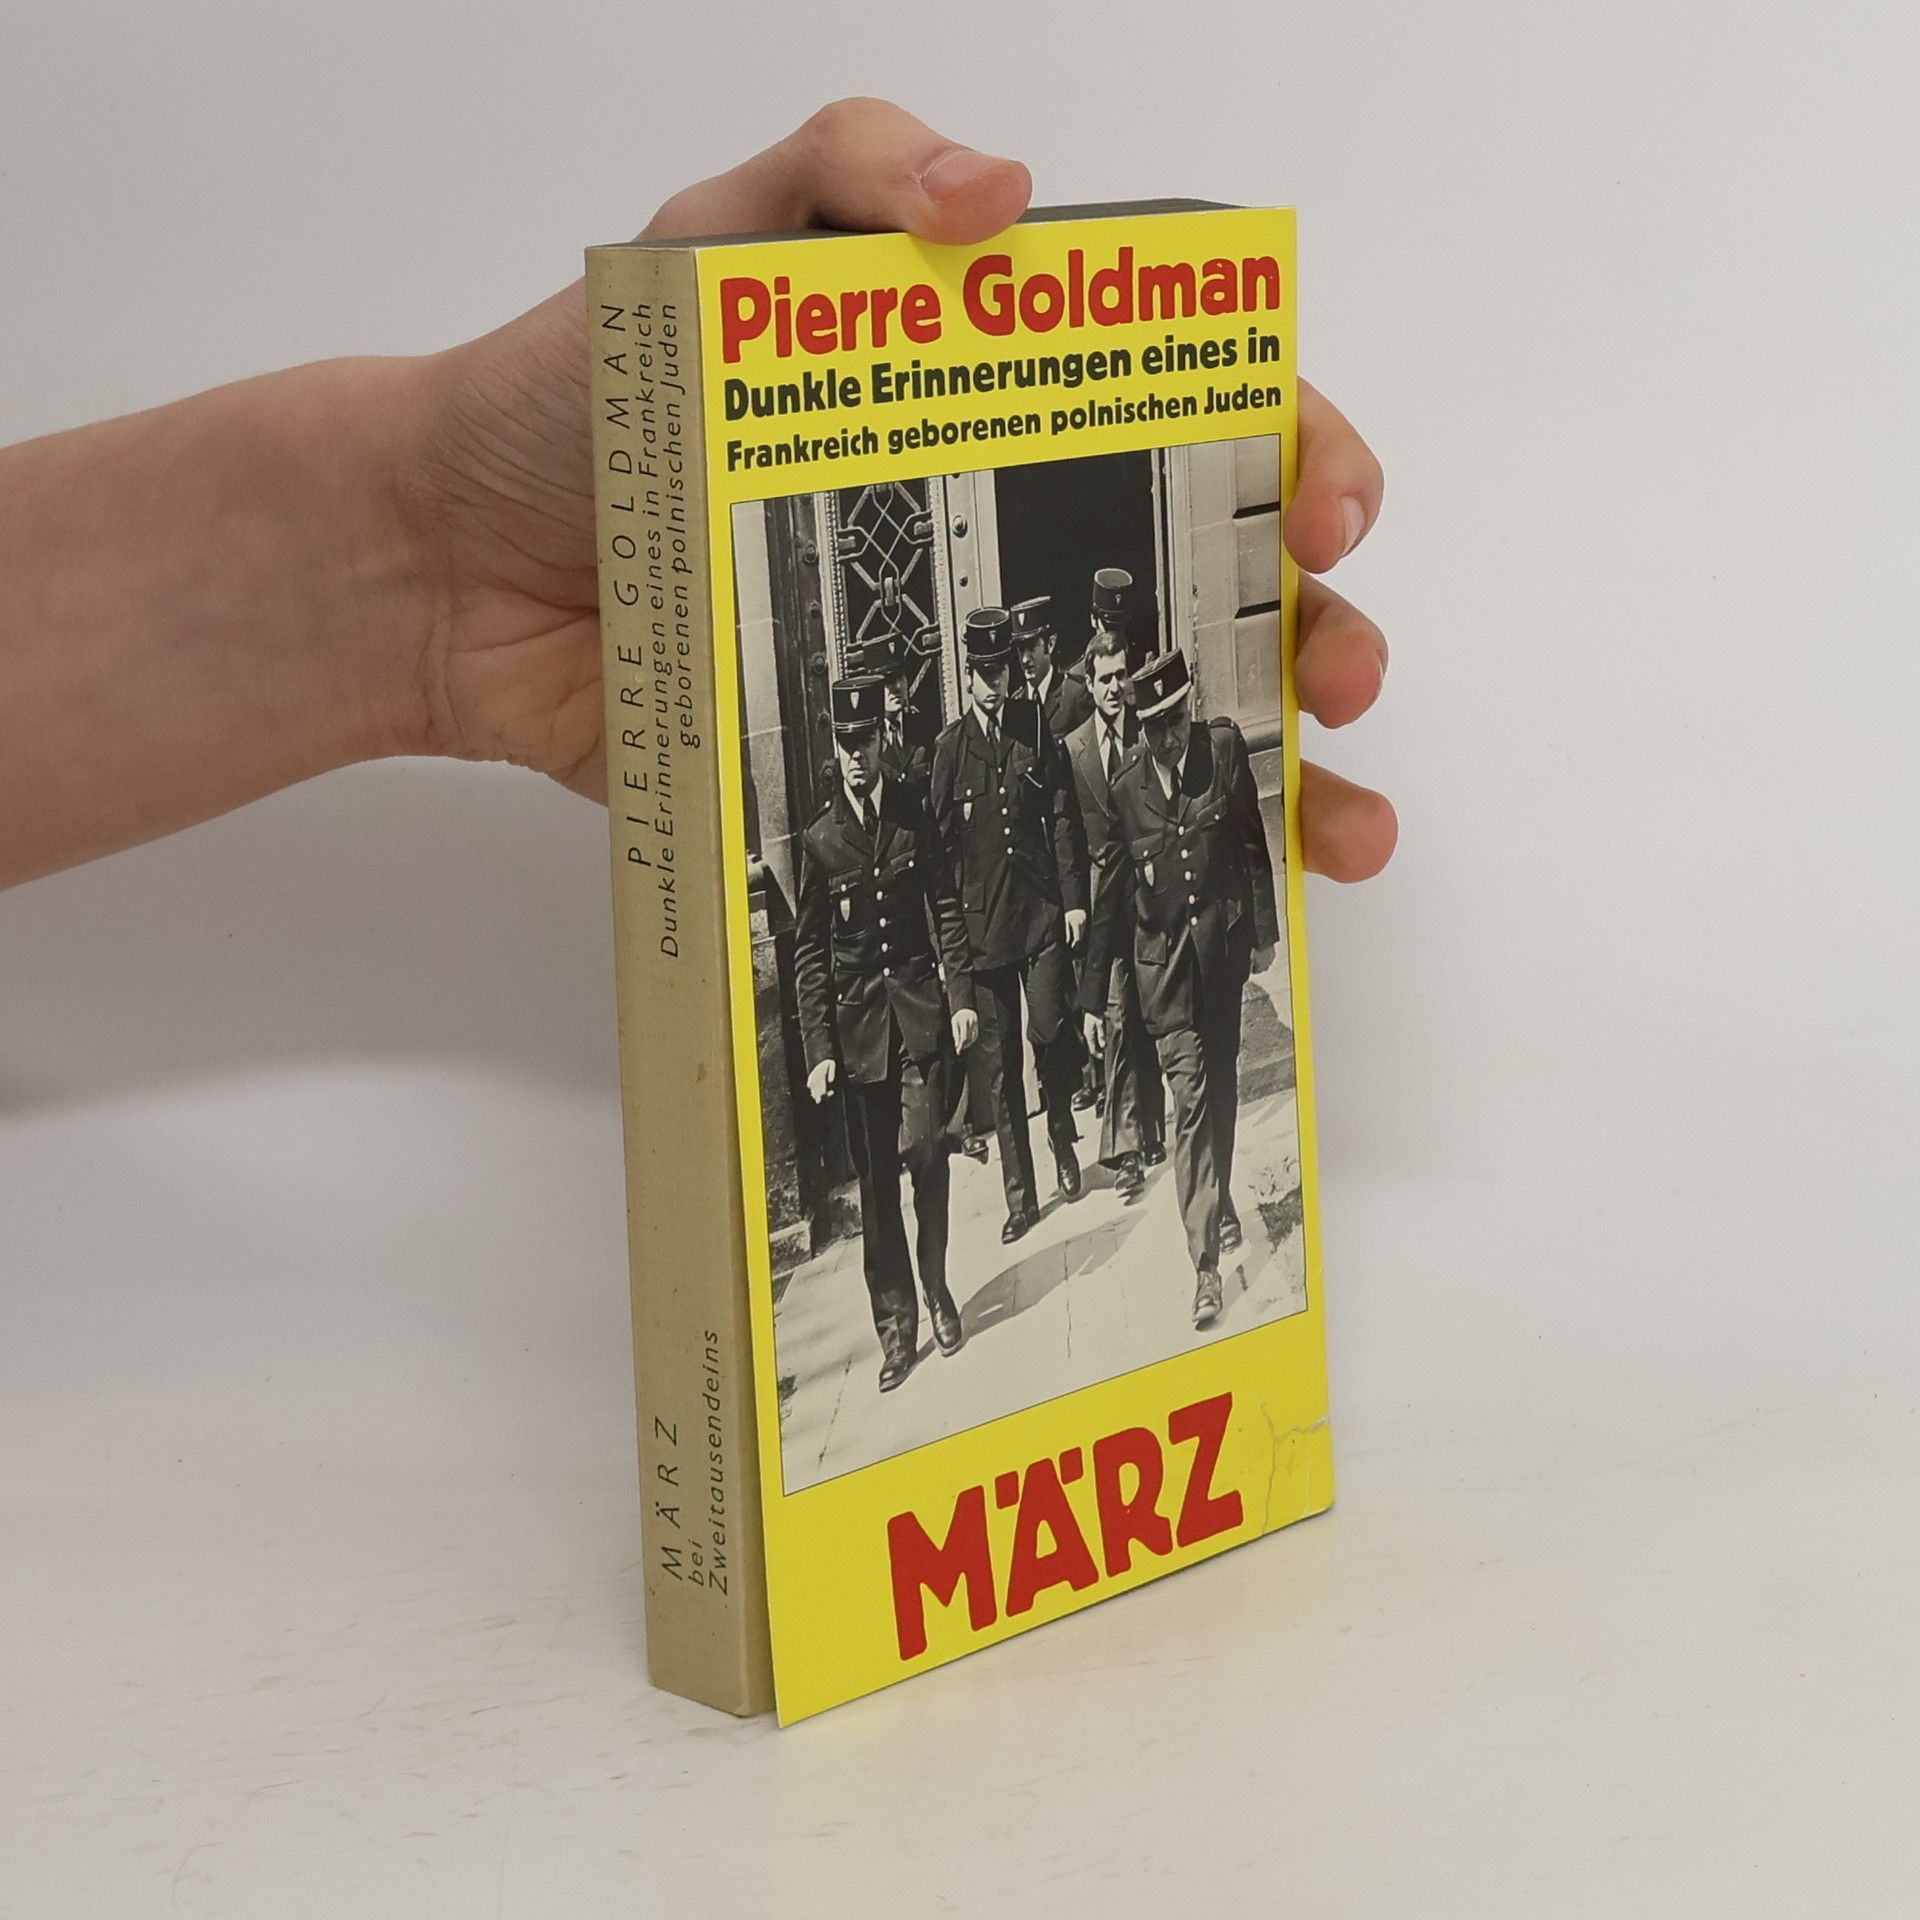 Pierre Goldman
Dunkle Erinnerungen eines in
Frankreich geborenen polnischen Juden
MÄRZ
PIERRE GOLDMAN
Dunkle Erinnerungen eines in Frankreich
geborenen polnischen Juden
MÄRZ
bei
Zweitausendeins